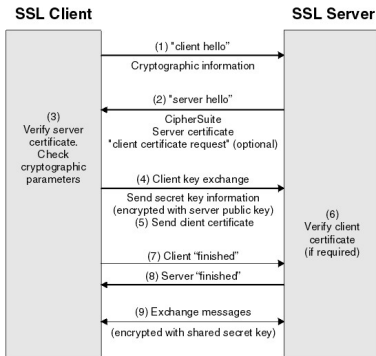 SSL Client
SSL Server
(1) "client hello"
Cryptographic information
(2) "server hello"
CipherSuite
Server certificate
"client certificate request" (optional)
(3)
Verify server
certificate.
Check
cryptographic
parameters
(4) Client key exchange
Send secret key information
(encrypted with server public key)
(5) Send client certificate
(6)
Verify client
certificate
(if required)
(7) Client "finished"
(8) Server "finished"
(9) Exchange messages
(encrypted with shared secret key)